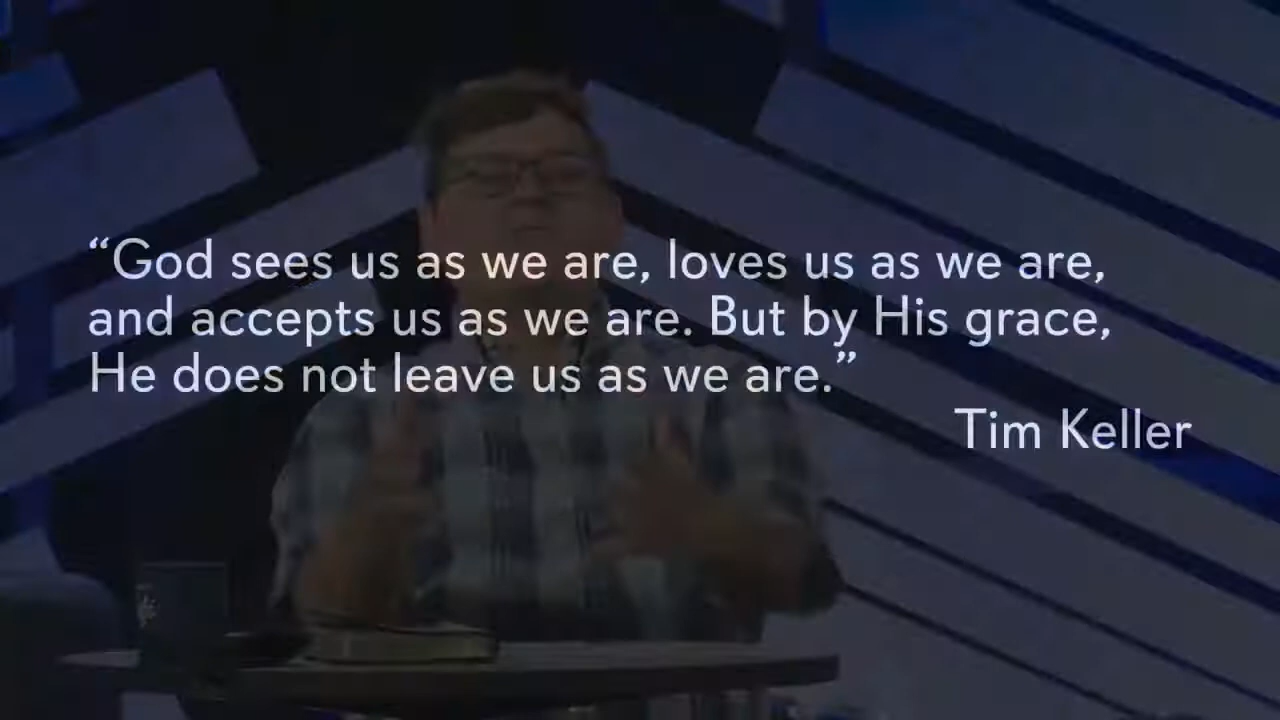 “God sees us as we are, loves us as we are,
and accepts us as we are. But by His grace,
He does not leave us as we are.”
Tim Keller